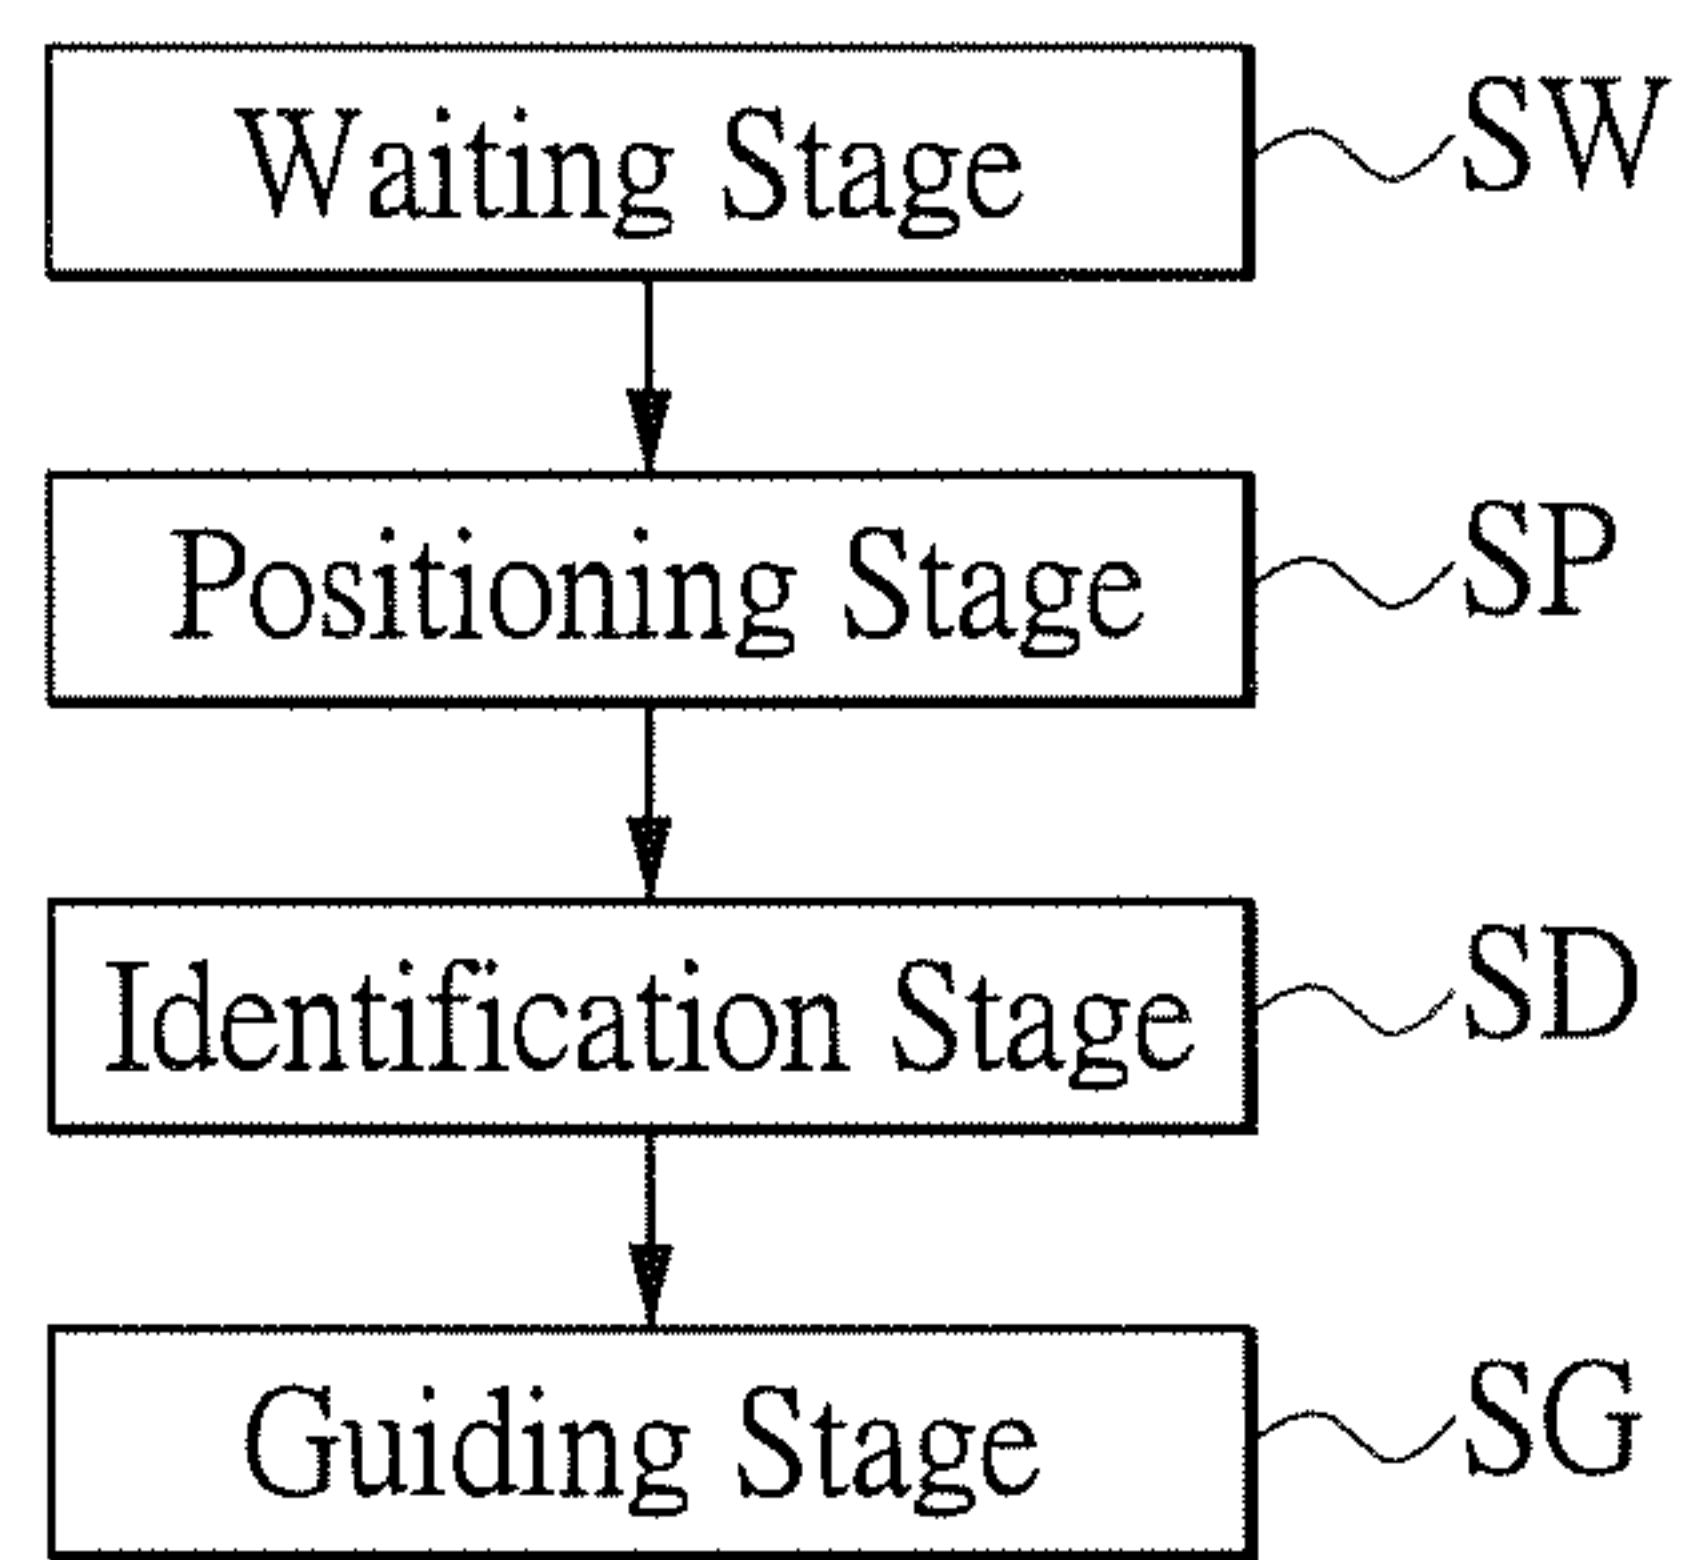 Waiting Stage SW
Positioning Stage SP
Identification Stage SD
Guiding Stage SG